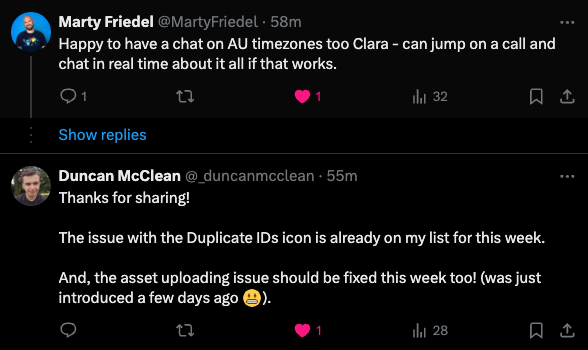 Marty Friedel @MartyFriedel · 58m
Happy to have a chat on AU timezones too Clara - can jump on a call and
chat in real time about it all if that works.
1 1 32
Show replies
Duncan McClean @_duncanmcclean · 55m
Thanks for sharing!
The issue with the Duplicate IDs icon is already on my list for this week.
And, the asset uploading issue should be fixed this week too! (was just
introduced a few days ago 😬).
1 28